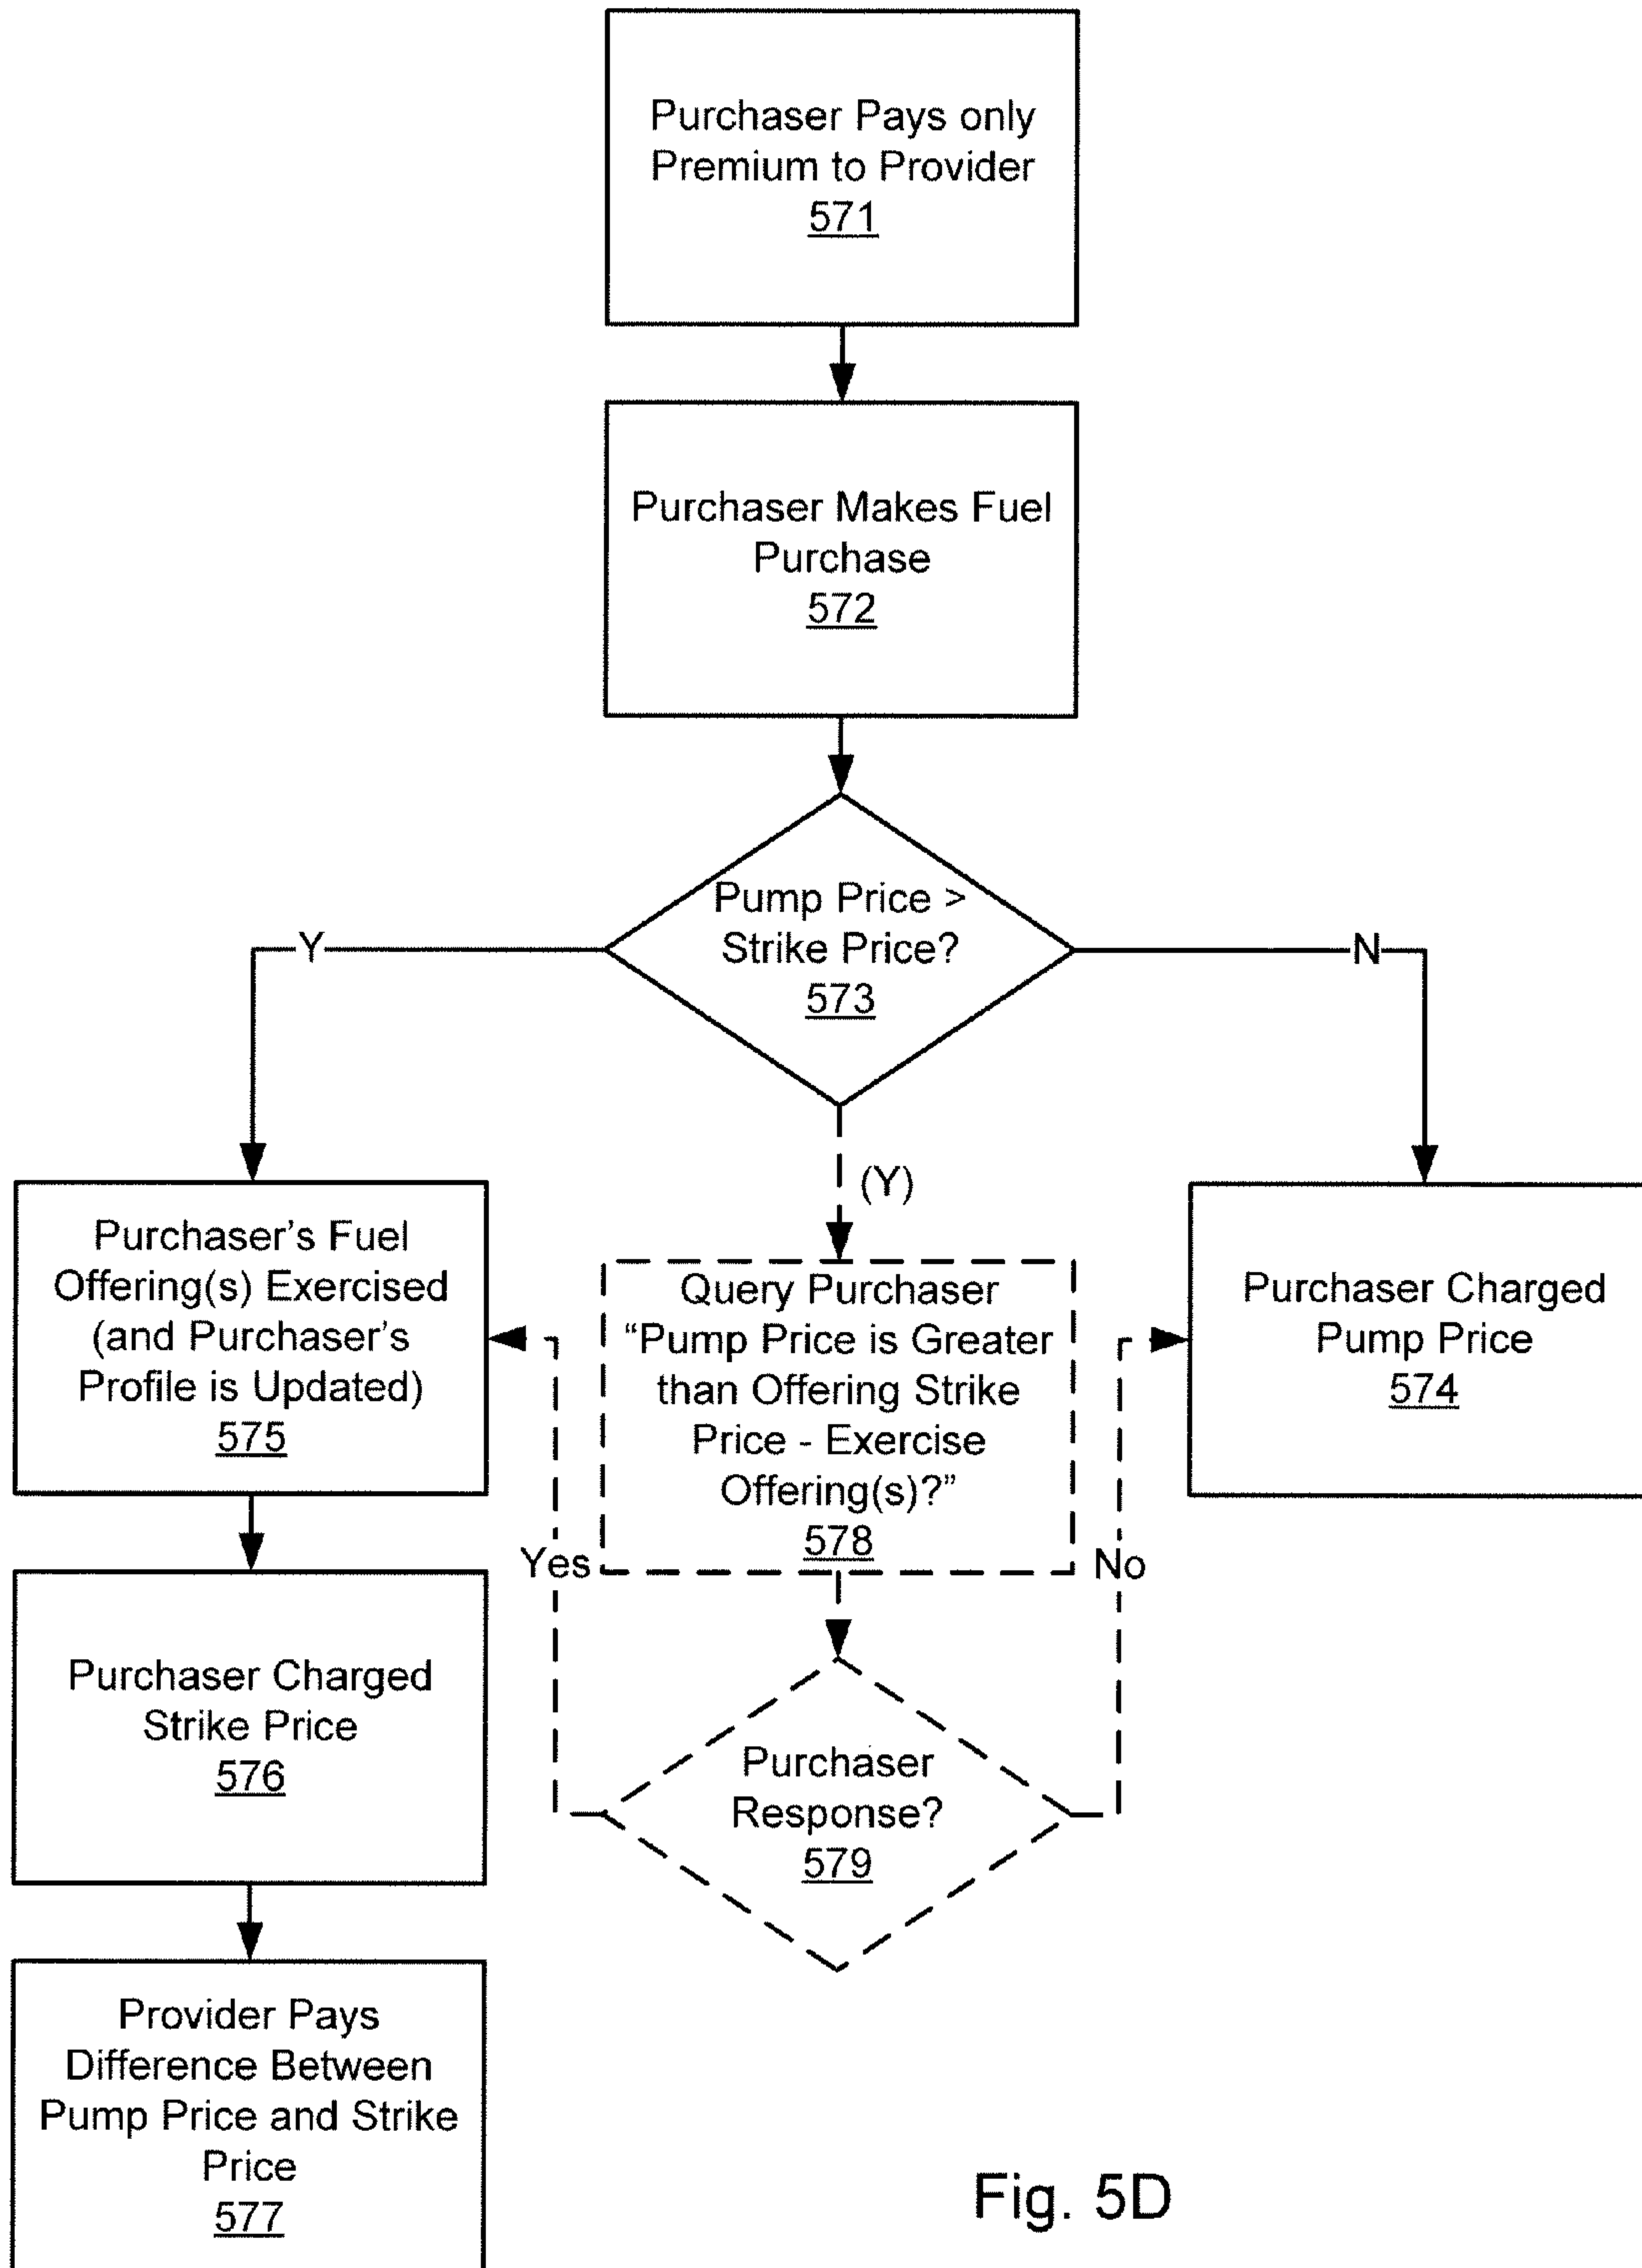 Purchaser Pays only
Premium to Provider
571
Purchaser Makes Fuel
Purchase
572
Pump Price >
Strike Price?
573
Y
N
(Y)
Purchaser's Fuel
Offering(s) Exercised
(and Purchaser's
Profile is Updated)
575
Query Purchaser
“Pump Price is Greater
than Offering Strike
Price - Exercise
Offering(s)?”
578
Purchaser Charged
Pump Price
574
Yes
No
Purchaser Charged
Strike Price
576
Purchaser
Response?
579
Provider Pays
Difference Between
Pump Price and Strike
Price
577
Fig. 5D